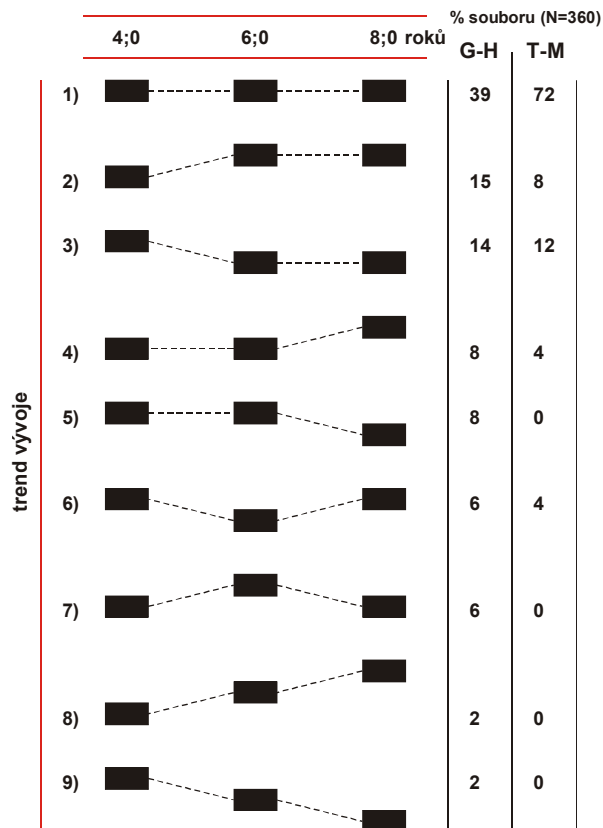 % souboru (N=360)
4;0 6;0 8;0 roků G-H T-M
1) 39 72
2) 15 8
3) 14 12
4) 8 4
5) 8 0
6) 6 4
7) 6 0
8) 2 0
9) 2 0
trend vývoje